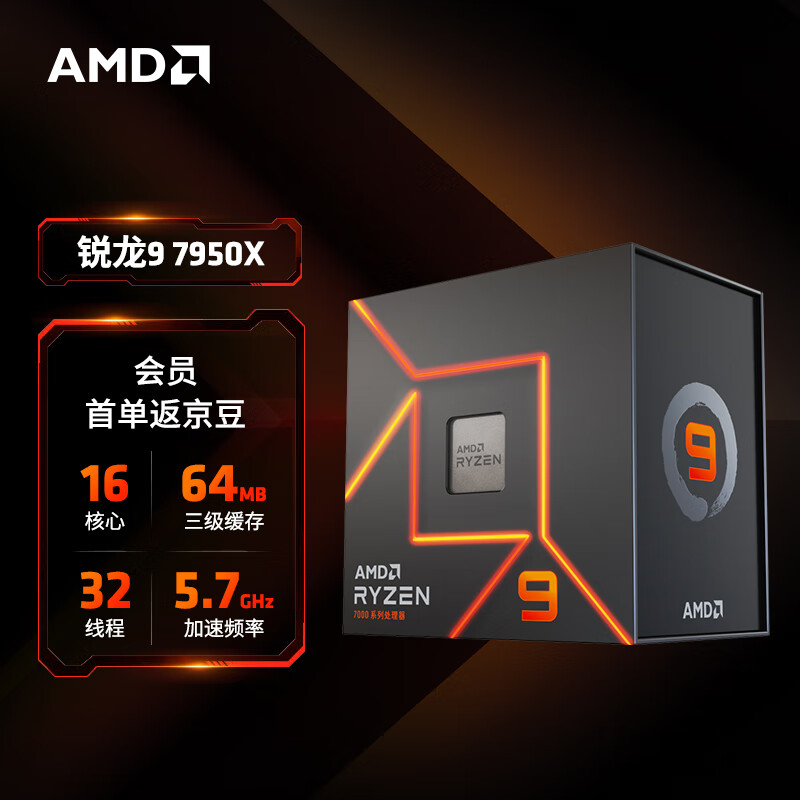 AMD
锐龙9 7950X
会员
首单返京豆
16
核心
64MB
三级缓存
32
线程
5.7GHz
加速频率
AMD
RYZEN
AMD
RYZEN
7000 系列处理器
9
9
AMD